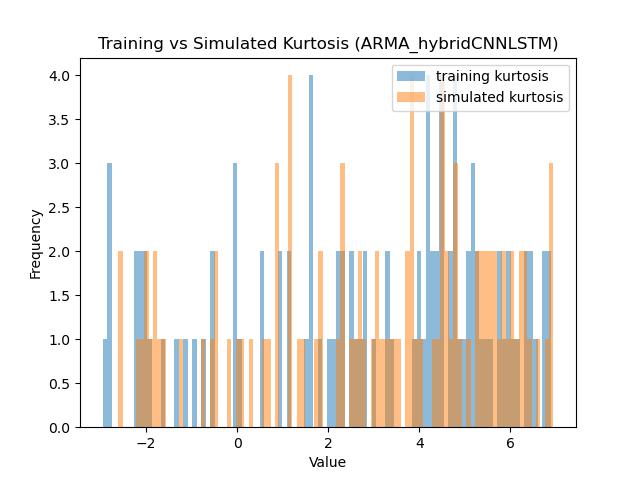 Training vs Simulated Kurtosis (ARMA_hybridCNNLSTM)
training kurtosis
simulated kurtosis
4.0
3.5
3.0
2.5
2.0
1.5
1.0
0.5
0.0
Frequency
−2
0
2
4
6
Value